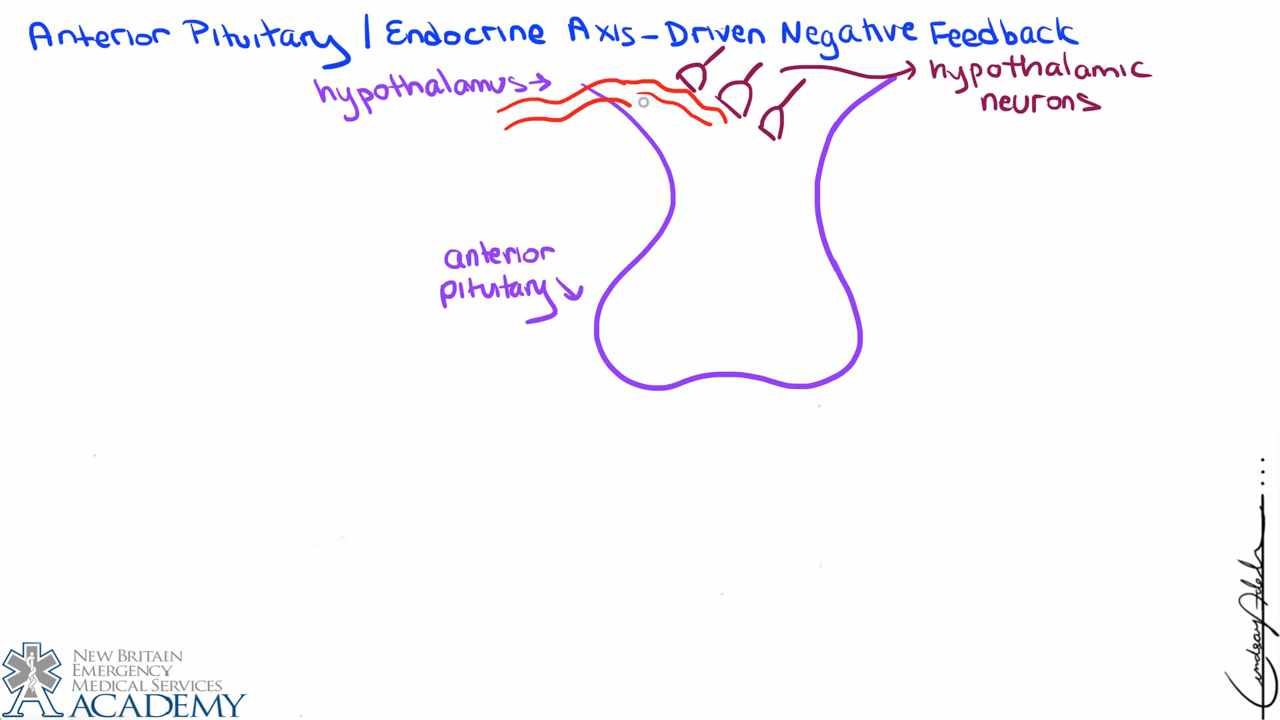 Anterior Pituitary / Endocrine Axis-Driven Negative Feedback
hypothalamus →
hypothalamic
neurons
anterior
pituitary
NEW BRITAIN
EMERGENCY
MEDICAL SERVICES
ACADEMY